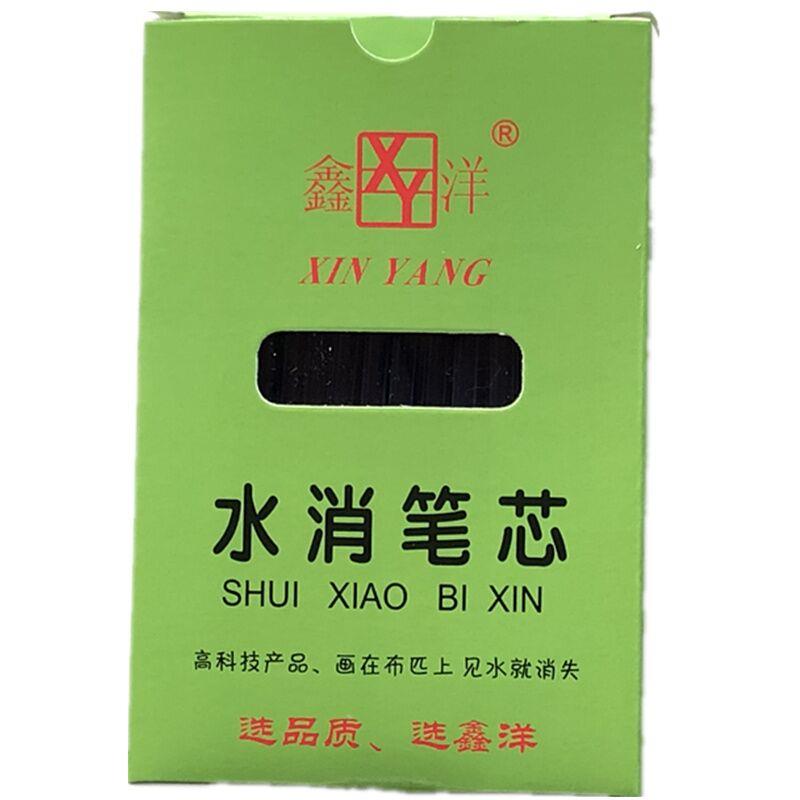 鑫 XY 洋 ®
XIN YANG
水消笔芯
SHUI XIAO BI XIN
高科技产品、画在布匹上见水就消失
选品质、选鑫洋